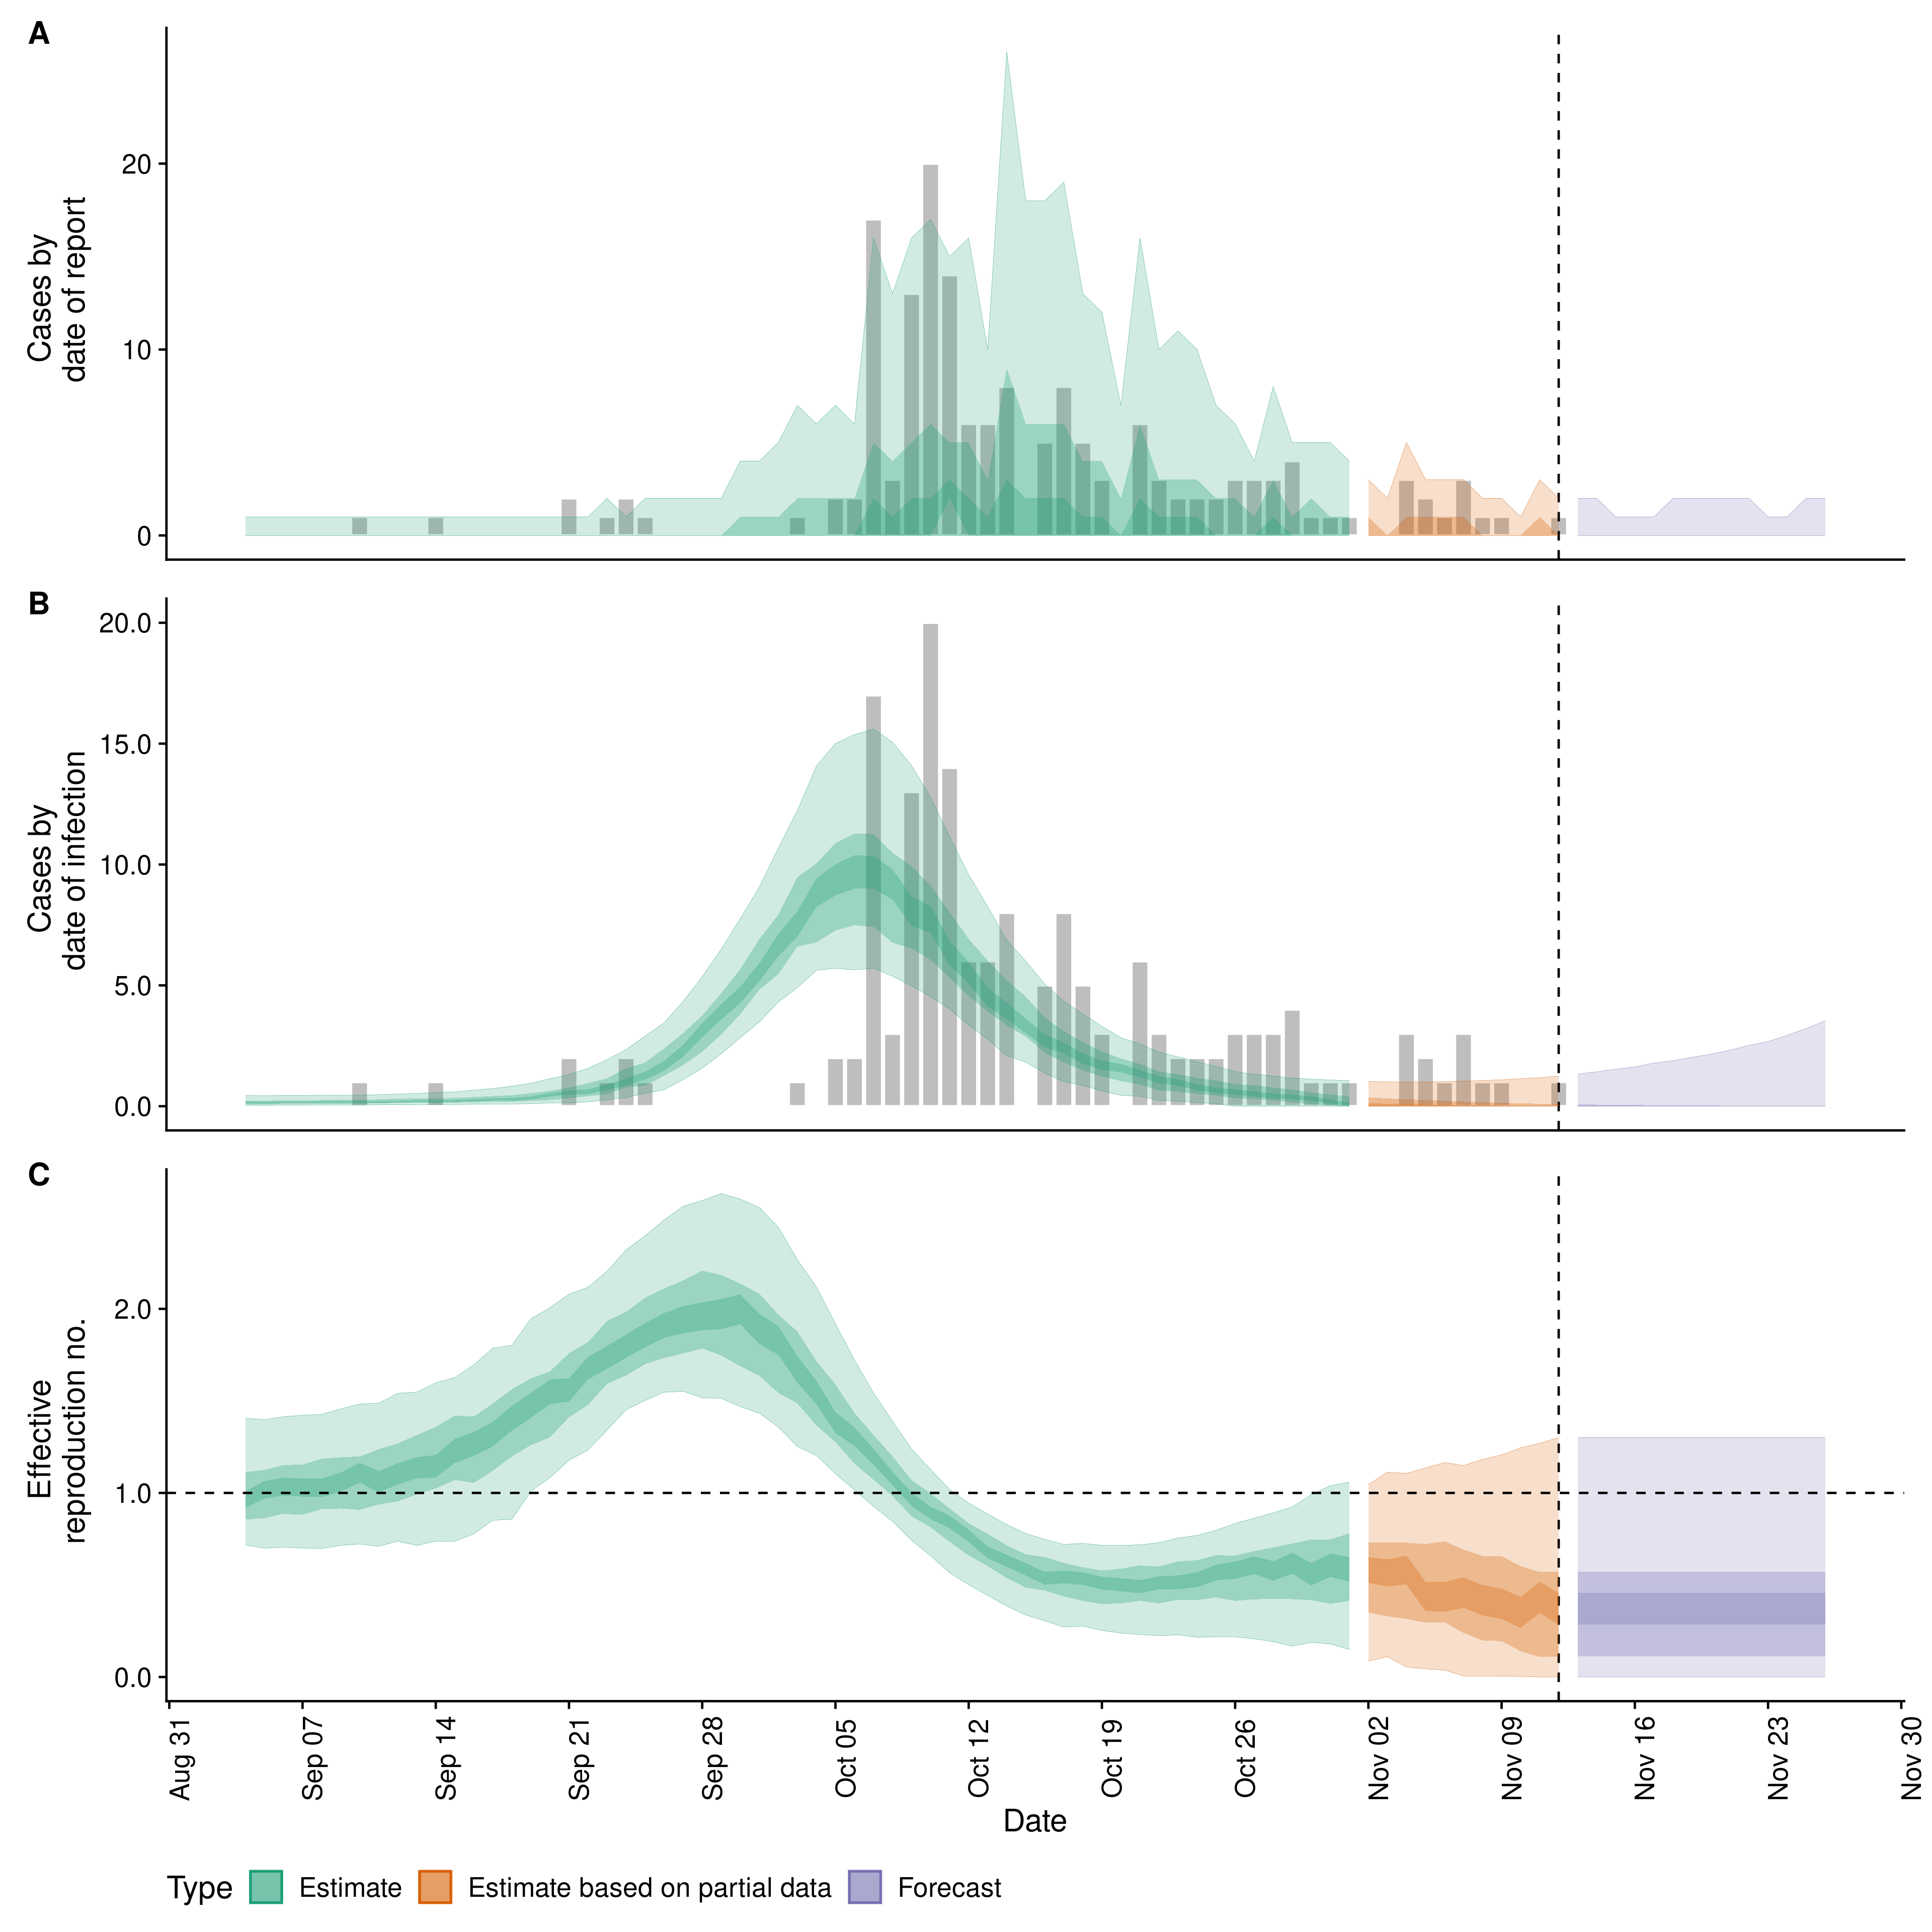 A
Cases by
date of report
20
10
0
B
Cases by
date of infection
20.0
15.0
10.0
5.0
0.0
C
Effective
reproduction no.
2.0
1.0
0.0
Aug 31
Sep 07
Sep 14
Sep 21
Sep 28
Oct 05
Oct 12
Oct 19
Oct 26
Nov 02
Nov 09
Nov 16
Nov 23
Nov 30
Date
Type Estimate Estimate based on partial data Forecast